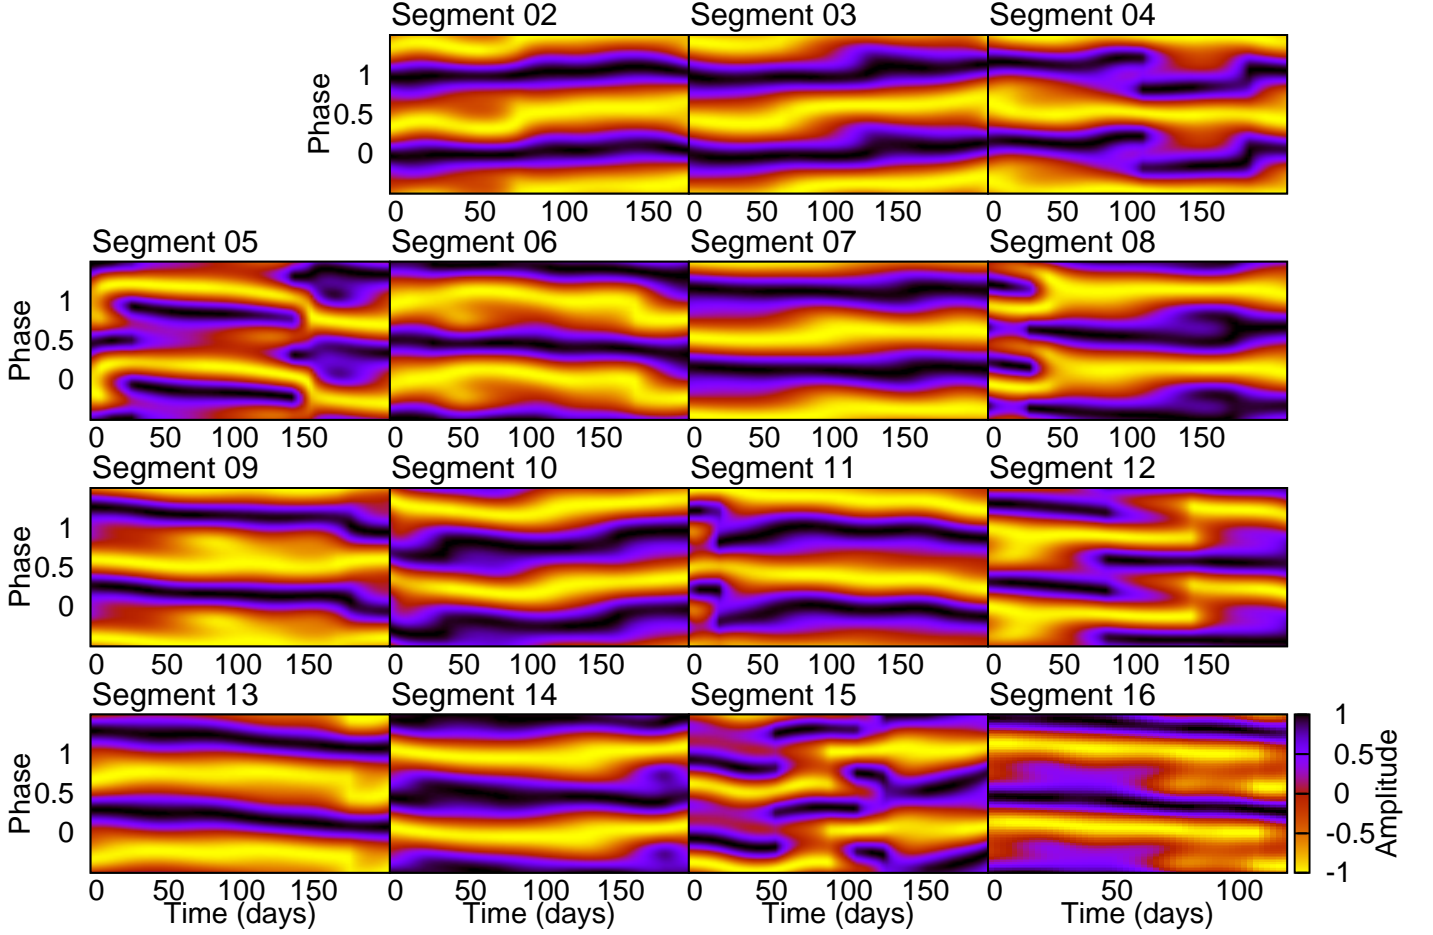 Segment 02 Segment 03 Segment 04
Phase
1
0.5
0
0 50 100 150 0 50 100 150 0 50 100 150
Segment 05 Segment 06 Segment 07 Segment 08
Phase
1
0.5
0
0 50 100 150 0 50 100 150 0 50 100 150 0 50 100 150
Segment 09 Segment 10 Segment 11 Segment 12
Phase
1
0.5
0
0 50 100 150 0 50 100 150 0 50 100 150 0 50 100 150
Segment 13 Segment 14 Segment 15 Segment 16
Phase
1
0.5
0
0 50 100 150 0 50 100 150 0 50 100 150 0 50 100
Time (days) Time (days) Time (days) Time (days)
1
0.5
0
-0.5
-1
Amplitude